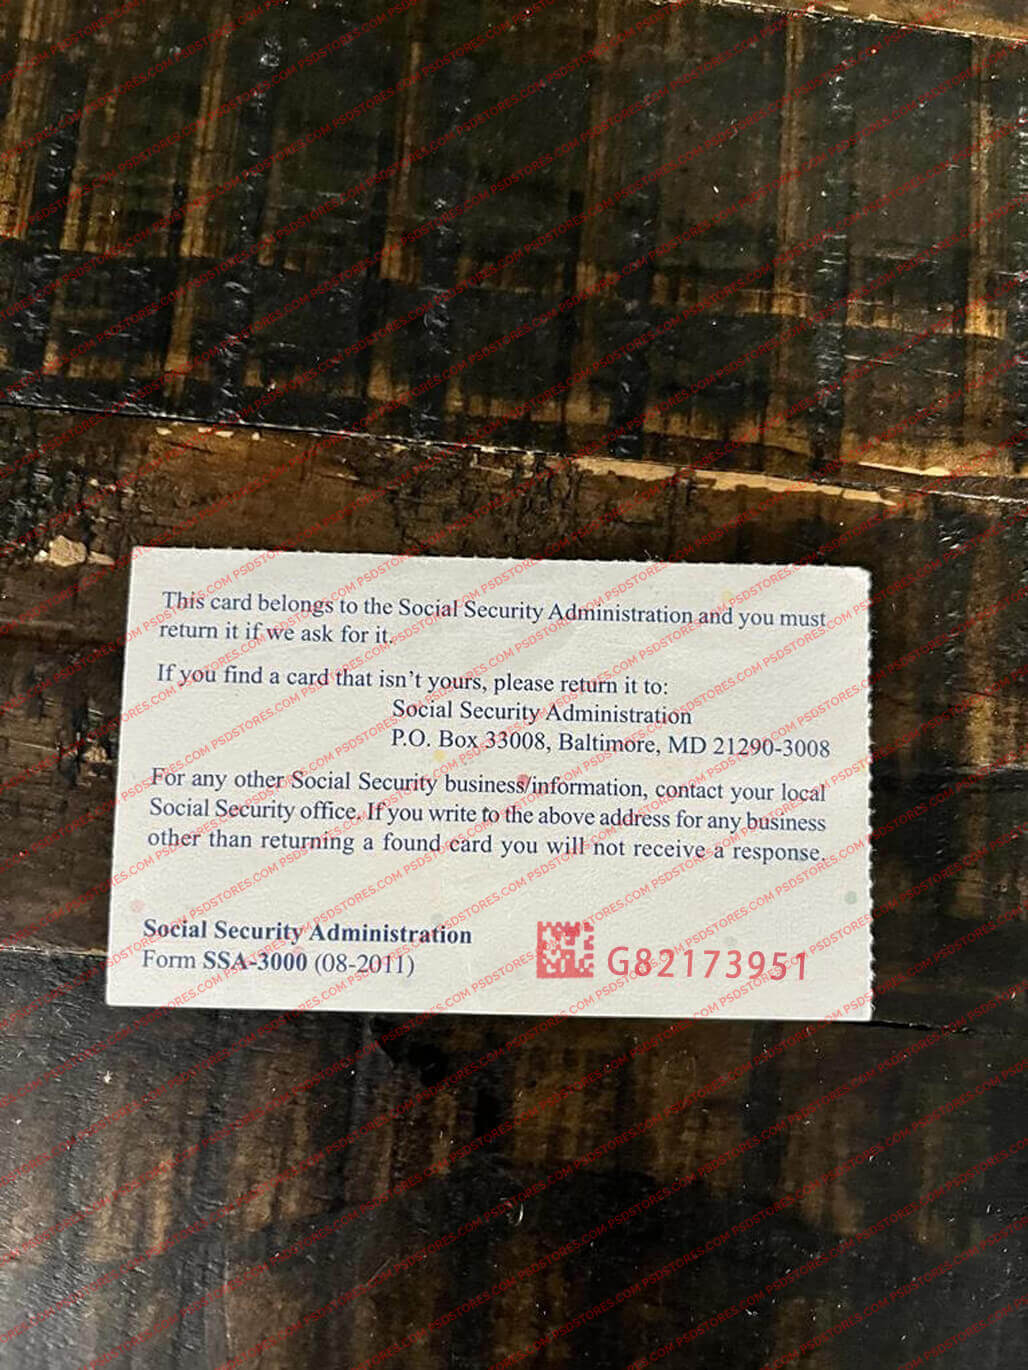 This card belongs to the Social Security Administration and you must
return it if we ask for it.
If you find a card that isn't yours, please return it to:
Social Security Administration
P.O. Box 33008, Baltimore, MD 21290-3008
For any other Social Security business/information, contact your local
Social Security office. If you write to the above address for any business
other than returning a found card you will not receive a response.
Social Security Administration
Form SSA-3000 (08-2011)
G82173951
PSDSTORES.COM